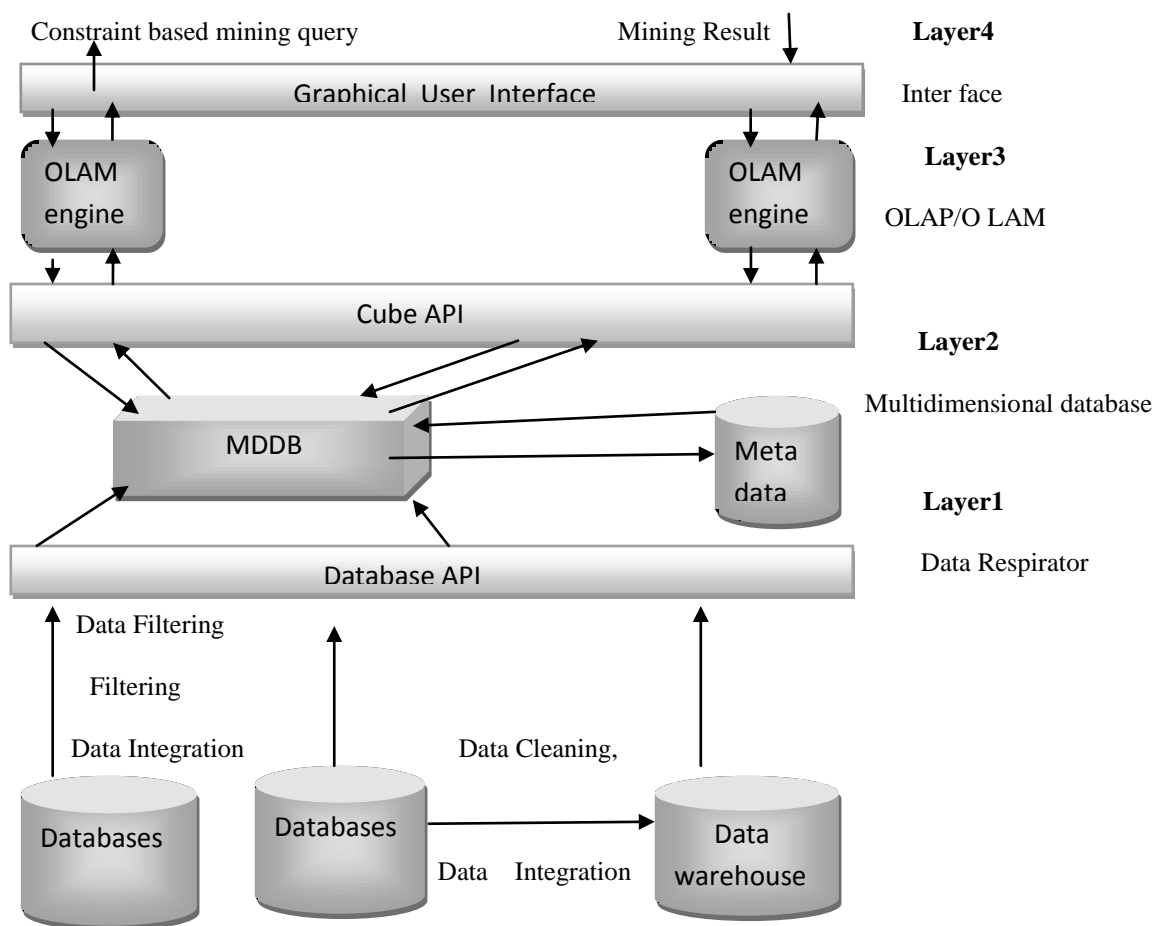 Constraint based mining query
Mining Result
Layer4
Graphical User Interface
Inter face
OLAM
engine
OLAM
engine
Layer3
OLAP/O LAM
Cube API
Layer2
Multidimensional database
MDDB
Meta
data
Layer1
Database API
Data Respirator
Data Filtering
Filtering
Data Integration
Data Cleaning,
Databases
Databases
Data Integration
Data
warehouse